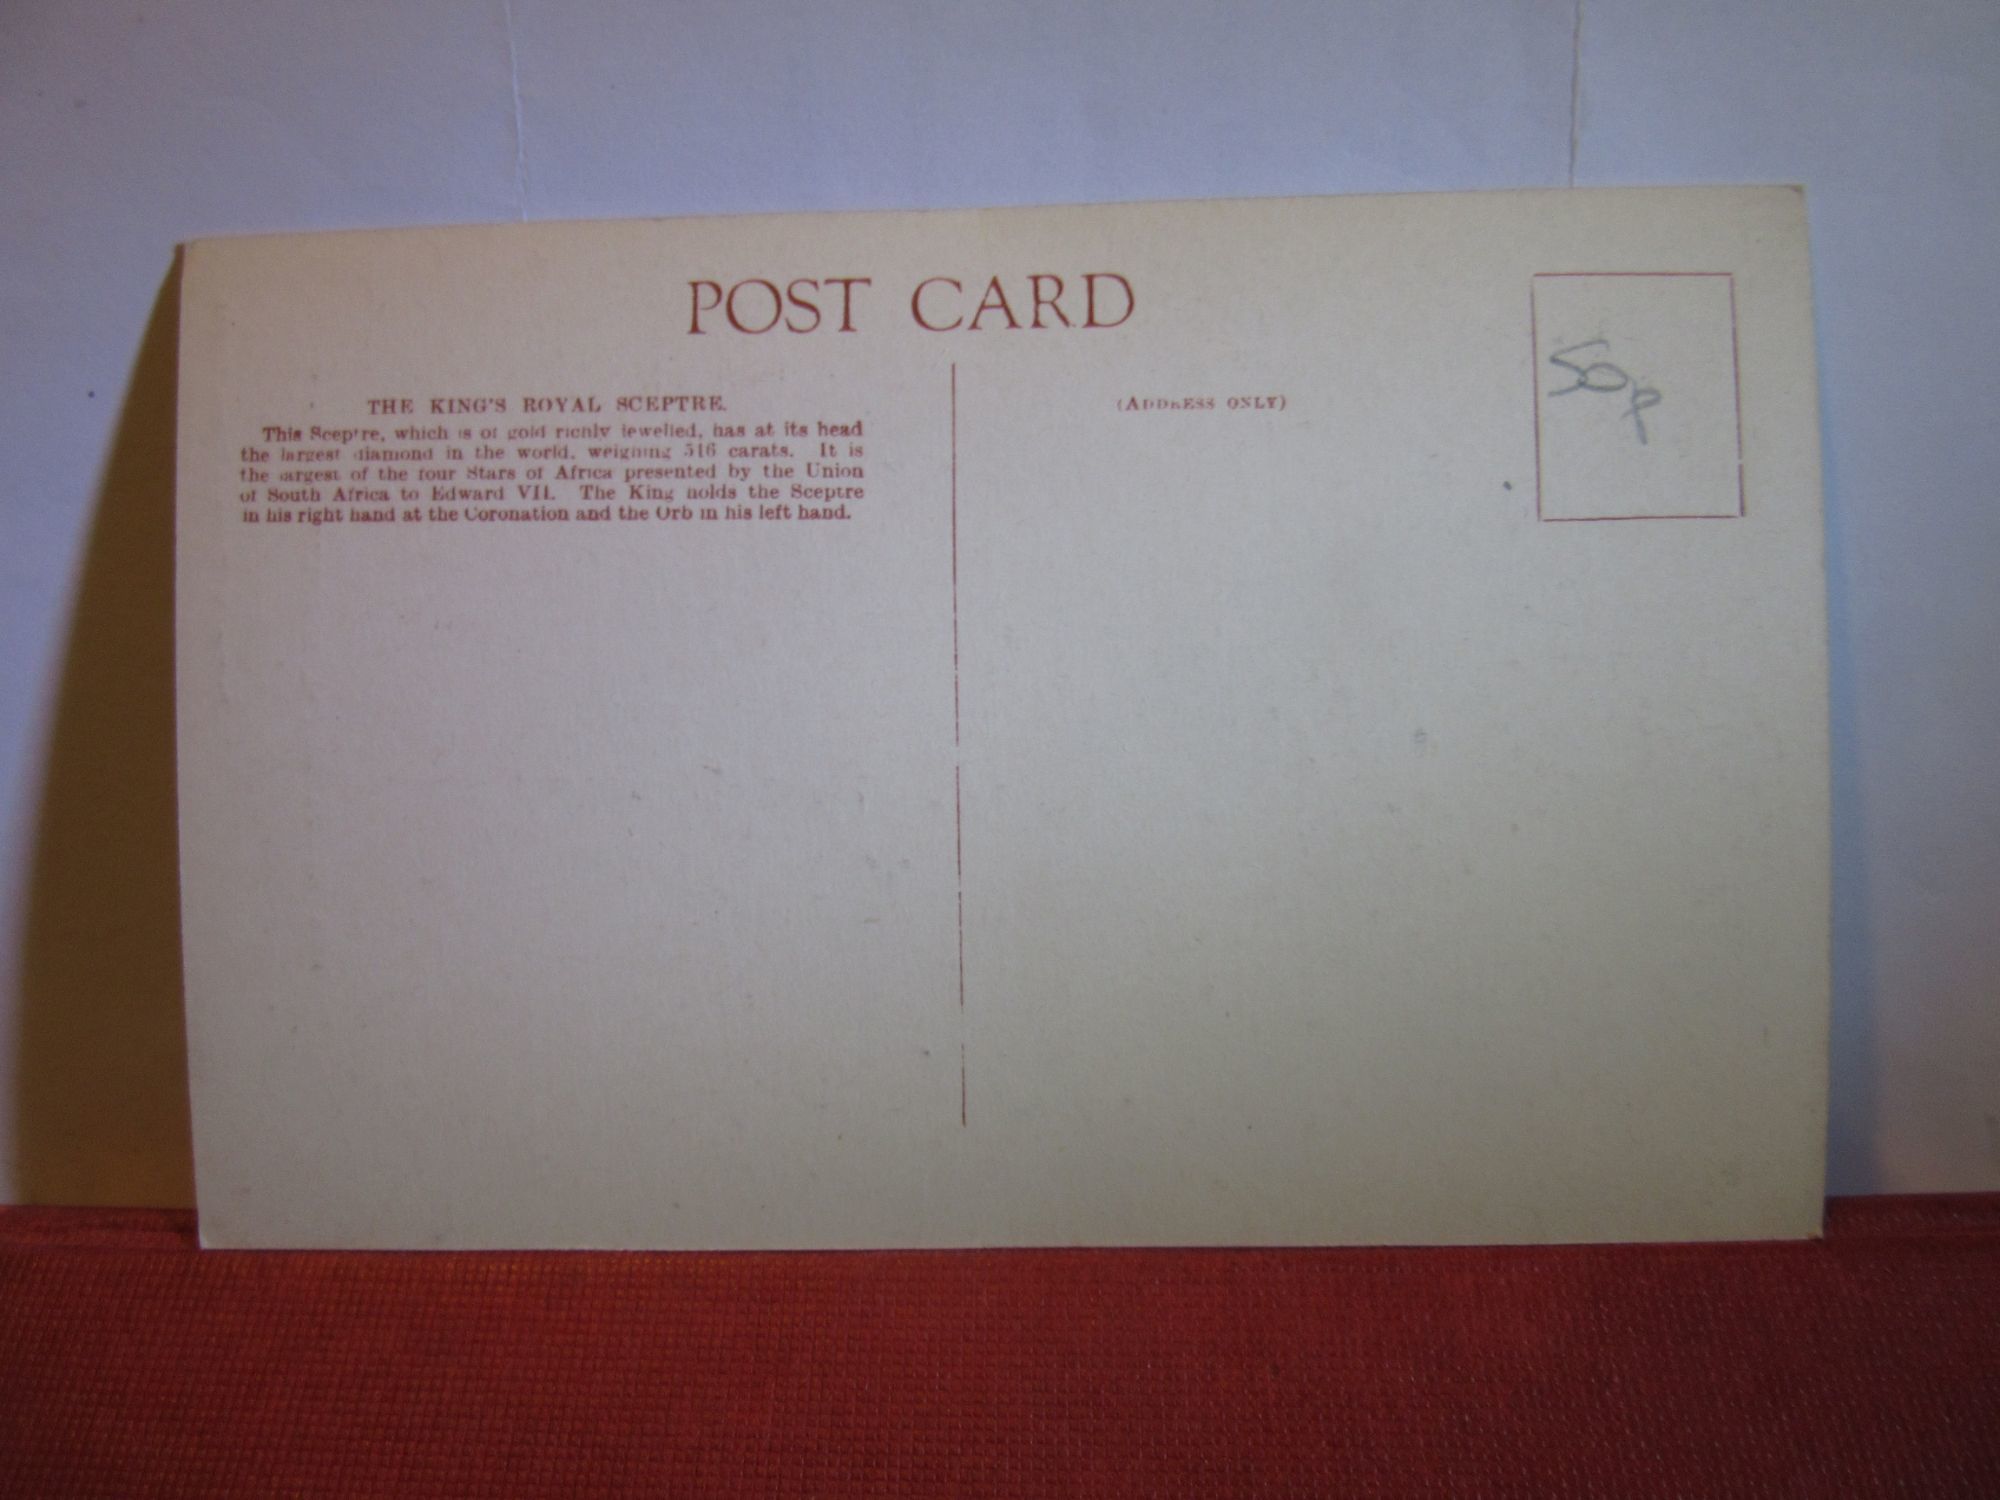 POST CARD
THE KING'S ROYAL SCEPTRE.
This Sceptre, which is of gold richly jewelled, has at its head
the largest diamond in the world, weighing 516 carats. It is
the largest of the four Stars of Africa presented by the Union
of South Africa to Edward VII. The King holds the Sceptre
in his right hand at the Coronation and the Orb in his left hand.
(ADDRESS ONLY)
50p